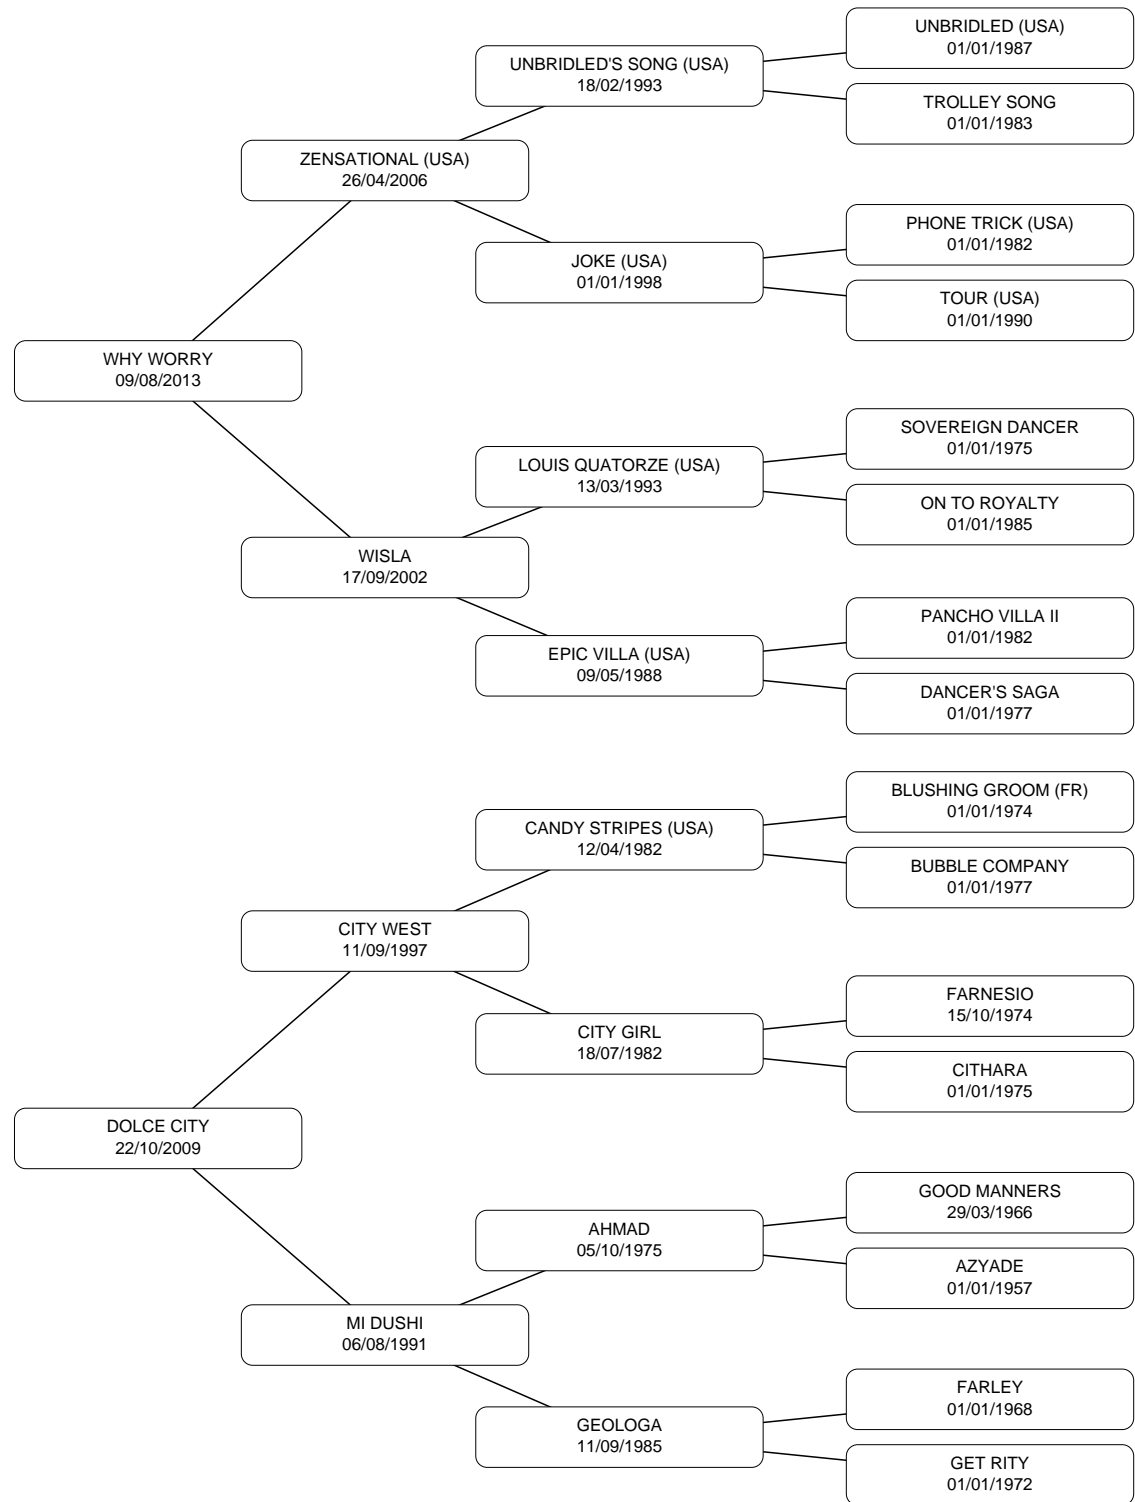 UNBRIDLED (USA)
01/01/1987
UNBRIDLED'S SONG (USA)
18/02/1993
TROLLEY SONG
01/01/1983
ZENSATIONAL (USA)
26/04/2006
PHONE TRICK (USA)
01/01/1982
JOKE (USA)
01/01/1998
TOUR (USA)
01/01/1990
WHY WORRY
09/08/2013
SOVEREIGN DANCER
01/01/1975
LOUIS QUATORZE (USA)
13/03/1993
ON TO ROYALTY
01/01/1985
WISLA
17/09/2002
PANCHO VILLA II
01/01/1982
EPIC VILLA (USA)
09/05/1988
DANCER'S SAGA
01/01/1977
BLUSHING GROOM (FR)
01/01/1974
CANDY STRIPES (USA)
12/04/1982
BUBBLE COMPANY
01/01/1977
CITY WEST
11/09/1997
FARNESIO
15/10/1974
CITY GIRL
18/07/1982
CITHARA
01/01/1975
DOLCE CITY
22/10/2009
GOOD MANNERS
29/03/1966
AHMAD
05/10/1975
AZYADE
01/01/1957
MI DUSHI
06/08/1991
FARLEY
01/01/1968
GEOLOGA
11/09/1985
GET RITY
01/01/1972